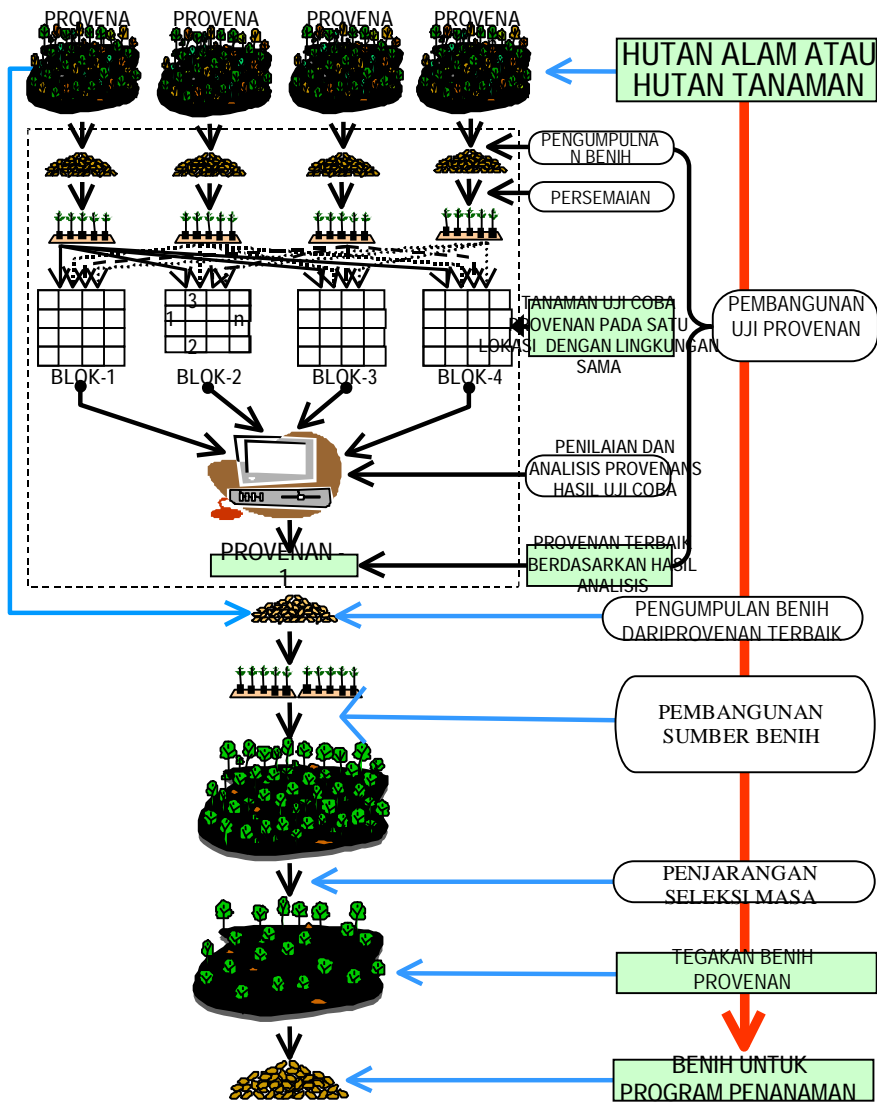 PROVENA PROVENA PROVENA PROVENA
HUTAN ALAM ATAU
HUTAN TANAMAN
PENGUMPULNA
N BENIH
PERSEMAIAN
3
1 n
2
TANAMAN UJI COBA
PROVENAN PADA SATU
LOKASI DENGAN LINGKUNGAN
SAMA
PEMBANGUNAN
UJI PROVENAN
BLOK-1 BLOK-2 BLOK-3 BLOK-4
PENILAIAN DAN
ANALISIS PROVENANS
HASIL UJI COBA
PROVENAN -
1
PROVENAN TERBAIK
BERDASARKAN HASIL
ANALISIS
PENGUMPULAN BENIH
DARIPROVENAN TERBAIK
PEMBANGUNAN
SUMBER BENIH
PENJARANGAN
SELEKSI MASA
TEGAKAN BENIH
PROVENAN
BENIH UNTUK
PROGRAM PENANAMAN